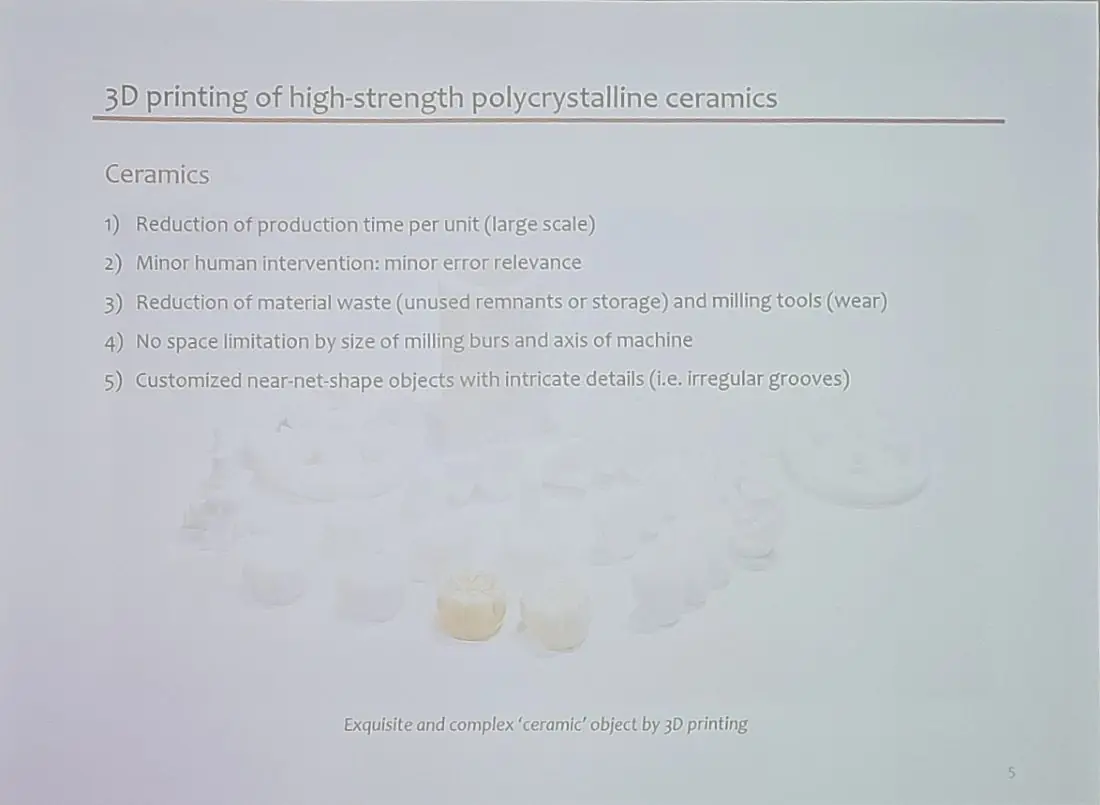 3D printing of high-strength polycrystalline ceramics
Ceramics
1) Reduction of production time per unit (large scale)
2) Minor human intervention: minor error relevance
3) Reduction of material waste (unused remnants or storage) and milling tools (wear)
4) No space limitation by size of milling burs and axis of machine
5) Customized near-net-shape objects with intricate details (i.e. irregular grooves)
Exquisite and complex ‘ceramic’ object by 3D printing
5